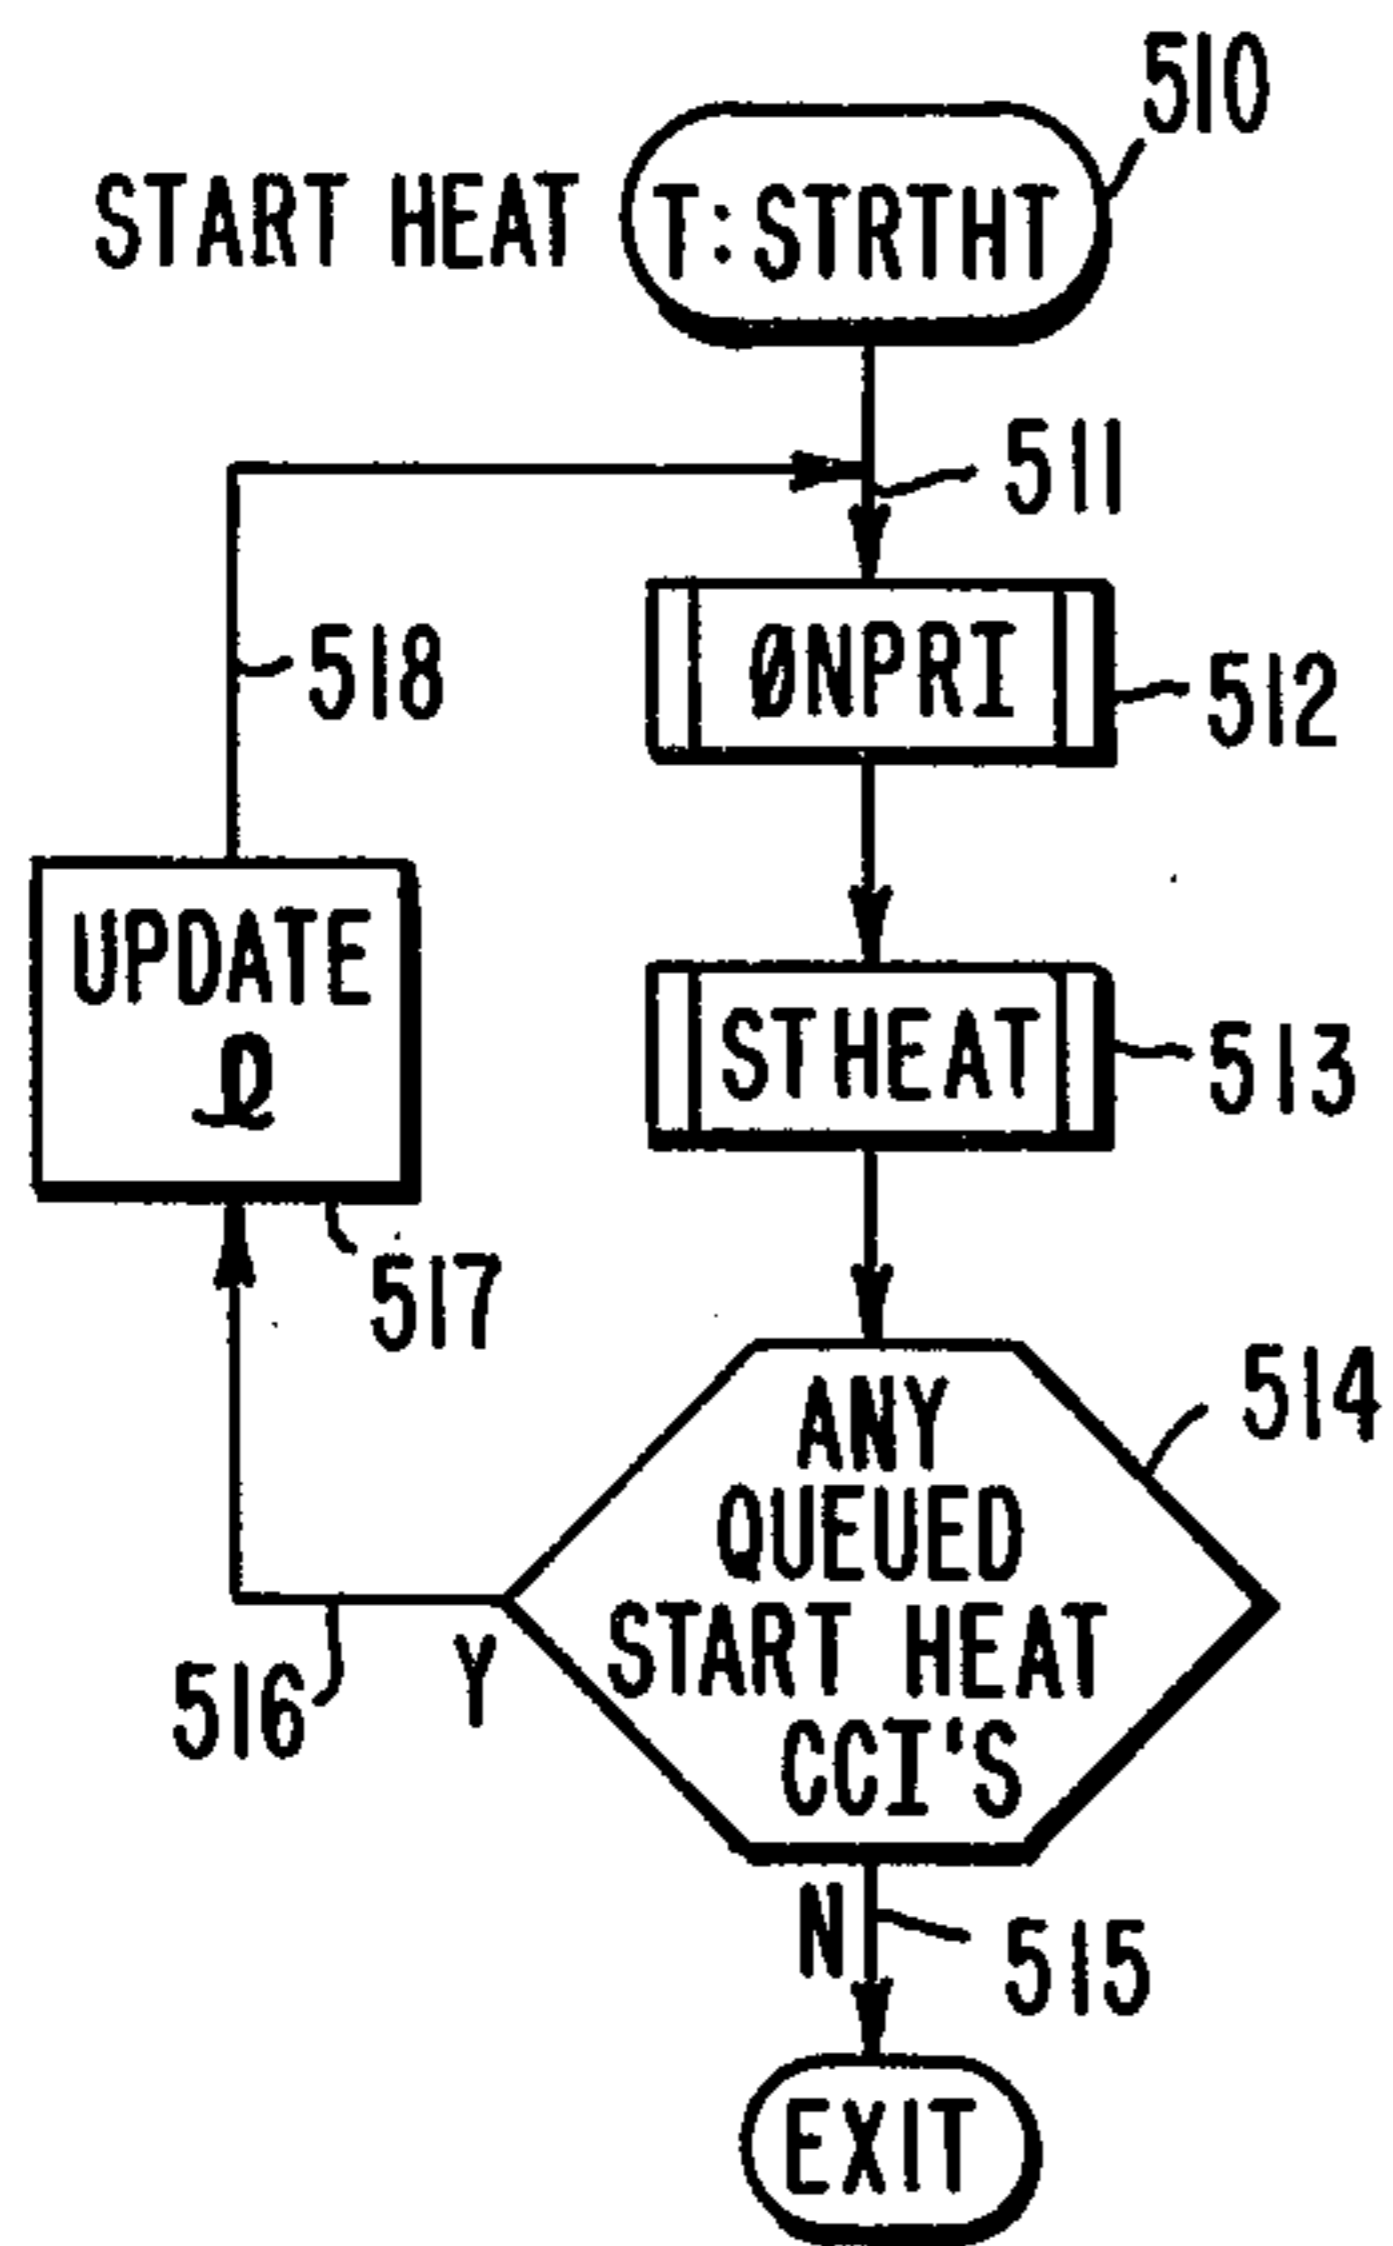 510
START HEAT
T:STRTHT
511
ØNPRI
512
518
UPDATE
STHEAT
513
517
514
ANY
QUEUED
START HEAT
CCI'S
516
Y
N
515
EXIT